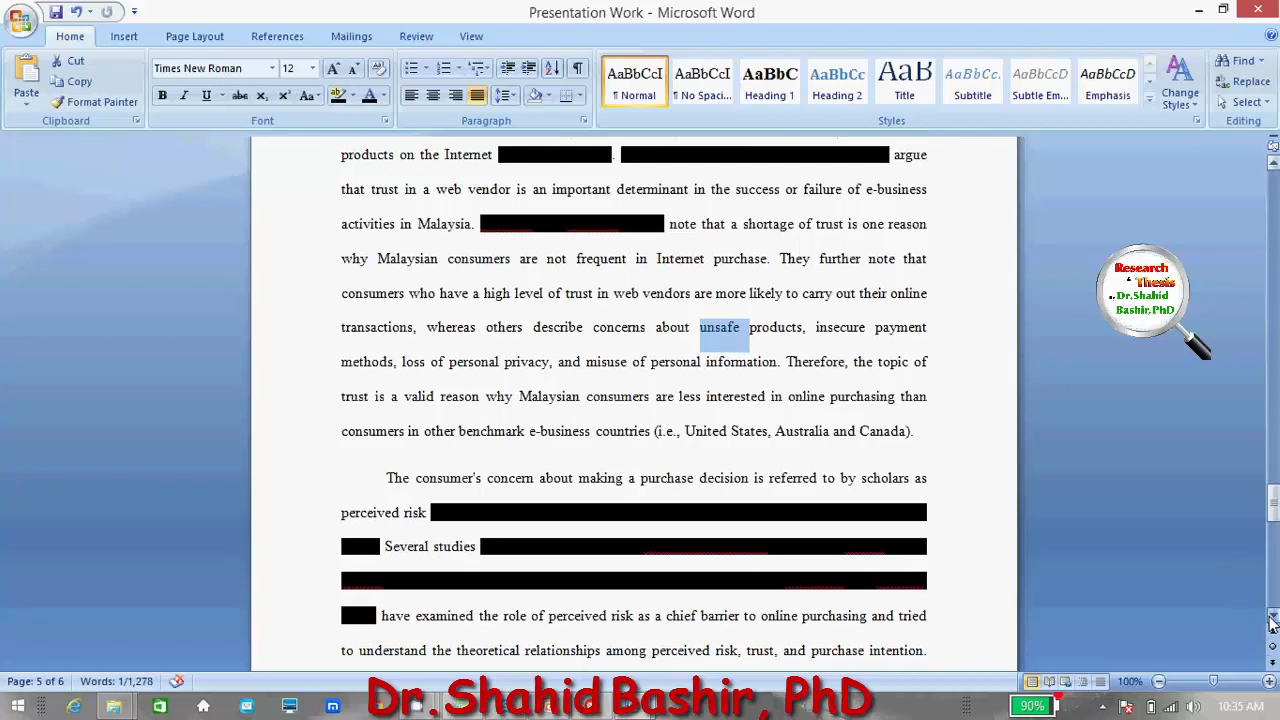 Presentation Work - Microsoft Word
Home Insert Page Layout References Mailings Review View
Paste
Cut
Copy
Format Painter
Clipboard
Times New Roman 12
Font
Paragraph
AaBbCcI AaBbCcI AaBbC AaBbCc AaB AaBbCc. AaBbCcD AaBbCcD
¶ Normal ¶ No Spaci... Heading 1 Heading 2 Title Subtitle Subtle Em... Emphasis
Change Styles
Styles
Find
Replace
Select
Editing
products on the Internet . argue
that trust in a web vendor is an important determinant in the success or failure of e-business
activities in Malaysia. note that a shortage of trust is one reason
why Malaysian consumers are not frequent in Internet purchase. They further note that
consumers who have a high level of trust in web vendors are more likely to carry out their online
transactions, whereas others describe concerns about unsafe products, insecure payment
methods, loss of personal privacy, and misuse of personal information. Therefore, the topic of
trust is a valid reason why Malaysian consumers are less interested in online purchasing than
consumers in other benchmark e-business countries (i.e., United States, Australia and Canada).
The consumer's concern about making a purchase decision is referred to by scholars as
perceived risk
Several studies
have examined the role of perceived risk as a chief barrier to online purchasing and tried
to understand the theoretical relationships among perceived risk, trust, and purchase intention.
Research
Thesis
Dr.Shahid
Bashir,PhD
Page: 5 of 6 Words: 1/1,278 100%
Dr.Shahid Bashir, PhD
90% 10:35 AM